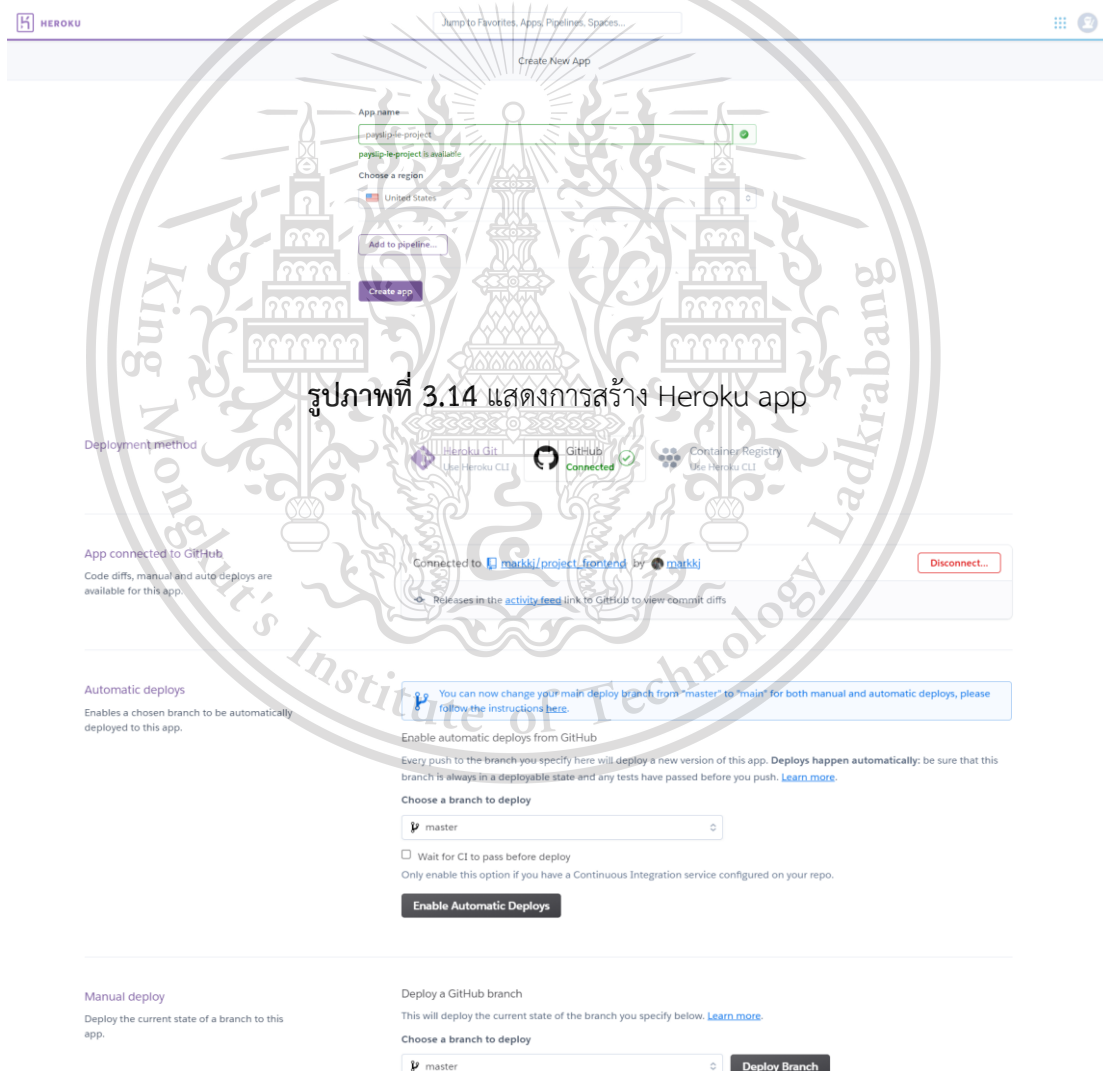 HEROKU
Jump to Favorites, Apps, Pipelines, Spaces...
Create New App
App name
payslip-ie-project
payslip-ie-project is available
Choose a region
United States
Add to pipeline...
Create app
รูปภาพที่ 3.14 แสดงการสร้าง Heroku app
King Mongkut's Institute of Technology Ladkrabang
Deployment method
Heroku Git
Use Heroku CLI
GitHub
Connected
Container Registry
Use Heroku CLI
App connected to GitHub
Code diffs, manual and auto deploys are
available for this app.
Connected to markkj/project_frontend by markkj
Disconnect...
Releases in the activity feed link to GitHub to view commit diffs
Automatic deploys
Enables a chosen branch to be automatically
deployed to this app.
You can now change your main deploy branch from "master" to "main" for both manual and automatic deploys, please
follow the instructions here.
Enable automatic deploys from GitHub
Every push to the branch you specify here will deploy a new version of this app. Deploys happen automatically: be sure that this
branch is always in a deployable state and any tests have passed before you push. Learn more.
Choose a branch to deploy
master
Wait for CI to pass before deploy
Only enable this option if you have a Continuous Integration service configured on your repo.
Enable Automatic Deploys
Manual deploy
Deploy the current state of a branch to this
app.
Deploy a GitHub branch
This will deploy the current state of the branch you specify below. Learn more.
Choose a branch to deploy
master
Deploy Branch